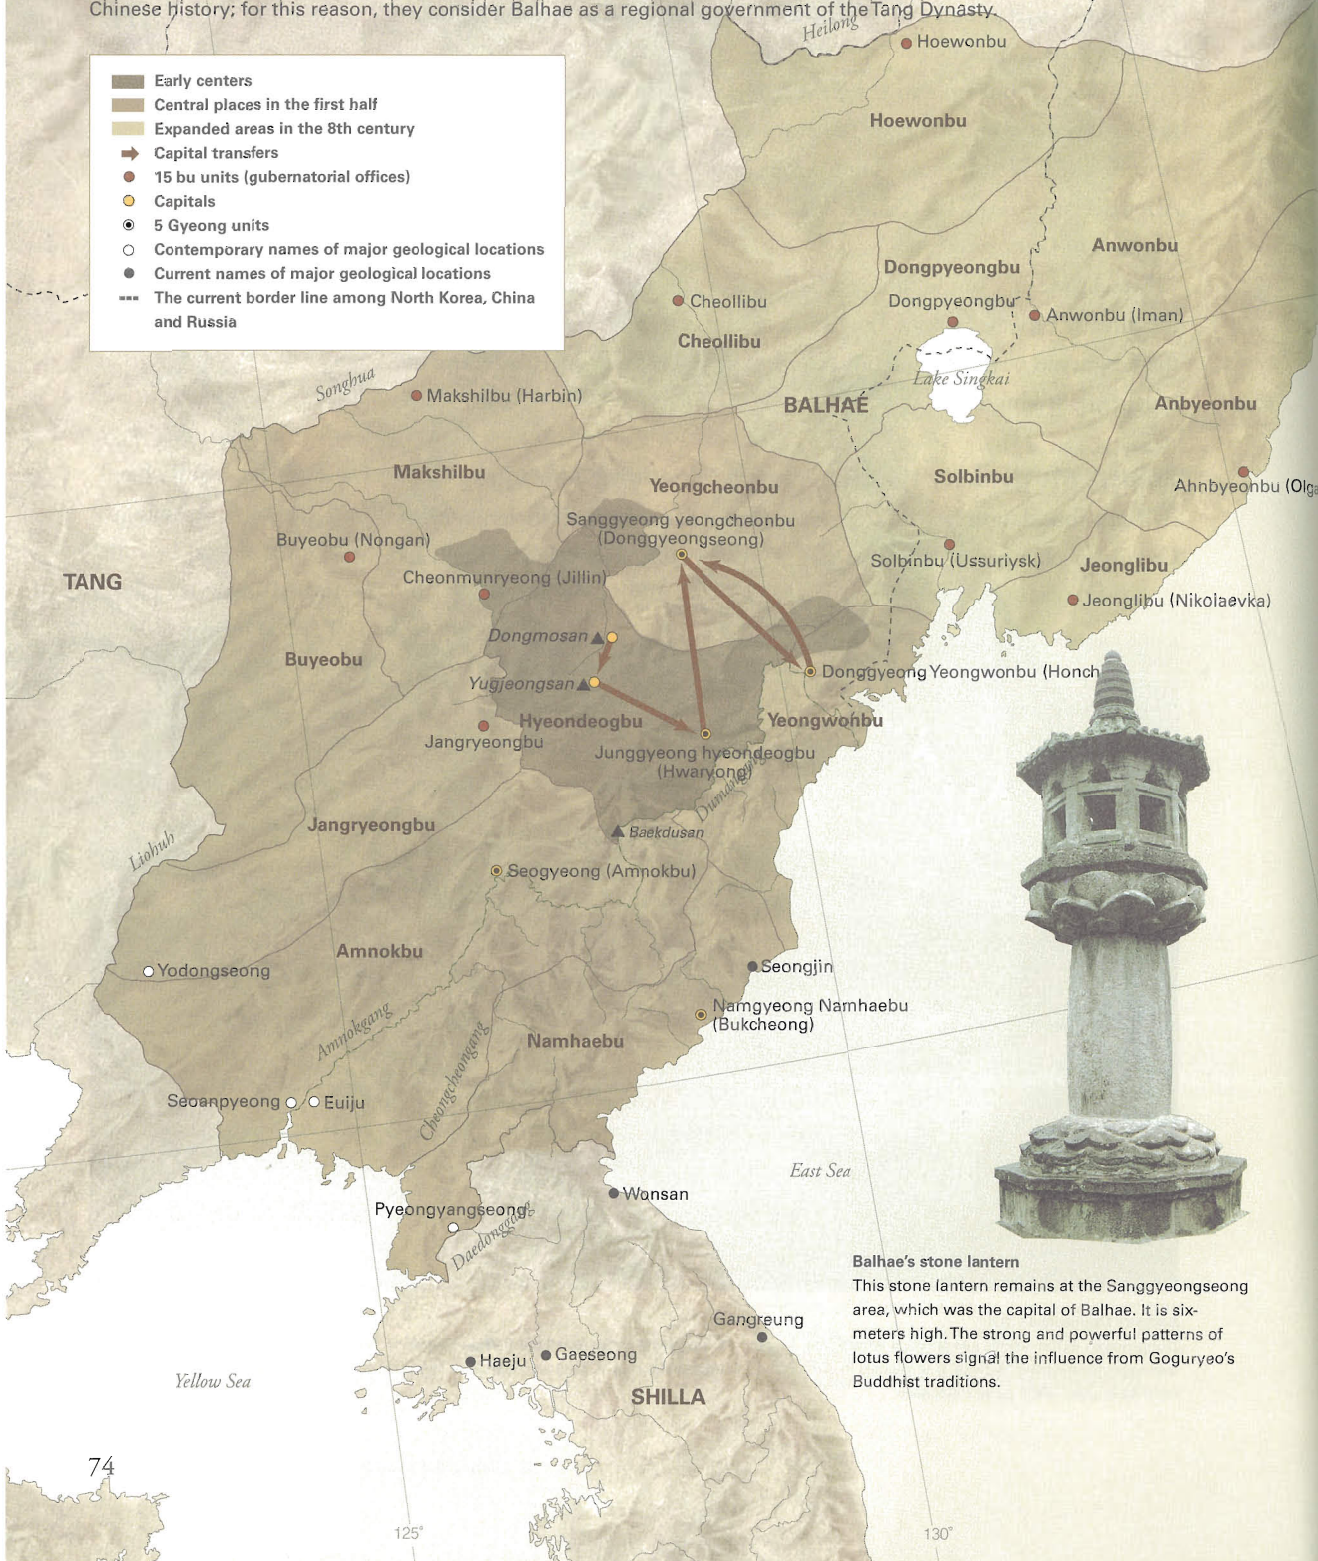 Chinese history; for this reason, they consider Balhae as a regional government of the Tang Dynasty.
Early centers
Central places in the first half
Expanded areas in the 8th century
Capital transfers
15 bu units (gubernatorial offices)
Capitals
5 Gyeong units
Contemporary names of major geological locations
Current names of major geological locations
The current border line among North Korea, China
and Russia
Heilong
Hoewonbu
Hoewonbu
Anwonbu
Dongpyeongbu
Dongpyeongbu
Cheollibu
Anwonbu (Iman)
Cheollibu
Lake Singkai
Songhua
Makshilbu (Harbin)
BALHAE
Anbyeonbu
Makshilbu
Yeongcheonbu
Solbinbu
Ahnbyeonbu
Sanggyeong yeongcheonbu
(Donggyeongseong)
Buyeobu (Nongan)
Solbinbu (Ussuriysk)
Jeonglibu
TANG
Cheonmunryeong (Jillin)
Jeonglibu (Nikolaevka)
Dongmosan
Buyeobu
Donggyeong Yeongwonbu (Honch
Yugjeongsan
Hyeondeogbu
Yeongwonbu
Jangryeongbu
Junggyeong hyeondeogbu
(Hwaryong)
Jangryeongbu
Baekdusan
Liohuh
Seogyeong (Amnokbu)
Amnokbu
Yodongseong
Seongjin
Namgyeong Namhaebu
(Bukcheong)
Amnokgang
Cheongcheongang
Namhaebu
Seoanpyeong
Euiju
East Sea
Wonsan
Pyeongyangseong
Daedonggang
Balhae's stone lantern
This stone lantern remains at the Sanggyeongseong
area, which was the capital of Balhae. It is six-
meters high. The strong and powerful patterns of
lotus flowers signal the influence from Goguryeo's
Buddhist traditions.
Gangreung
Haeju
Gaeseong
Yellow Sea
SHILLA
74
125°
130°